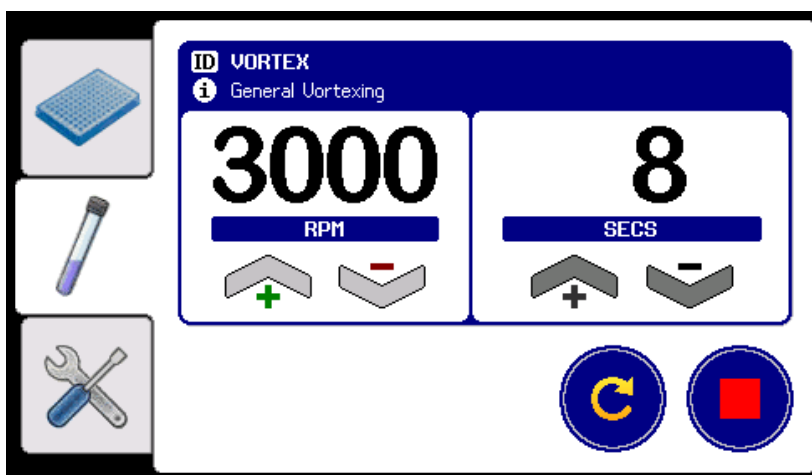 ID VORTEX
i General Vortexing
3000
RPM
8
SECS